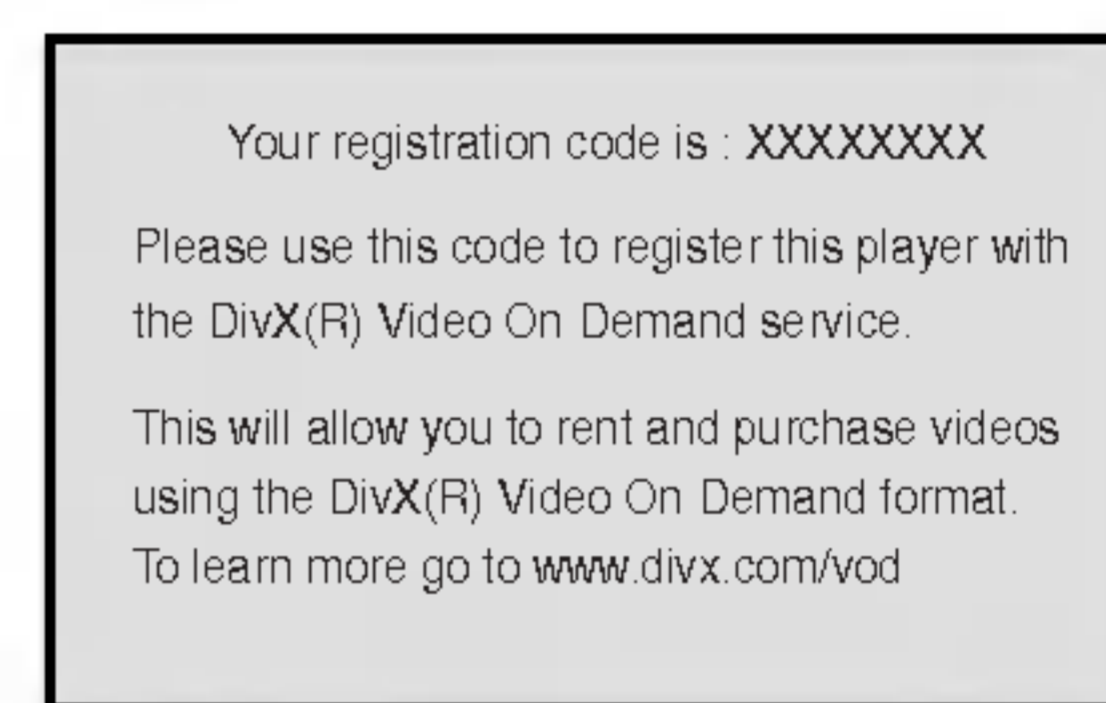 Your registration code is : XXXXXXXX
Please use this code to register this player with
the DivX(R) Video On Demand service.
This will allow you to rent and purchase videos
using the DivX(R) Video On Demand format.
To learn more go to www.divx.com/vod